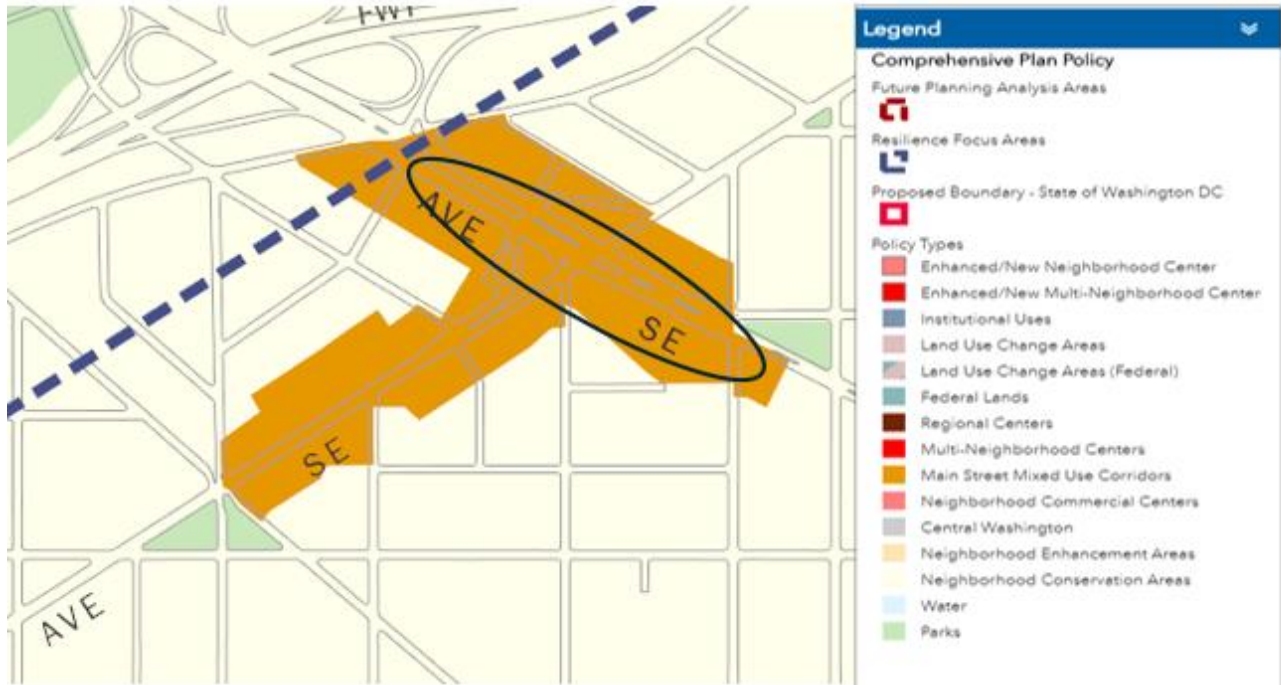 FWY
AVE
SE
SE
AVE
Legend
Comprehensive Plan Policy
Future Planning Analysis Areas
Resilience Focus Areas
Proposed Boundary - State of Washington DC
Policy Types
Enhanced/New Neighborhood Center
Enhanced/New Multi-Neighborhood Center
Institutional Uses
Land Use Change Areas
Land Use Change Areas (Federal)
Federal Lands
Regional Centers
Multi-Neighborhood Centers
Main Street Mixed Use Corridors
Neighborhood Commercial Centers
Central Washington
Neighborhood Enhancement Areas
Neighborhood Conservation Areas
Water
Parks